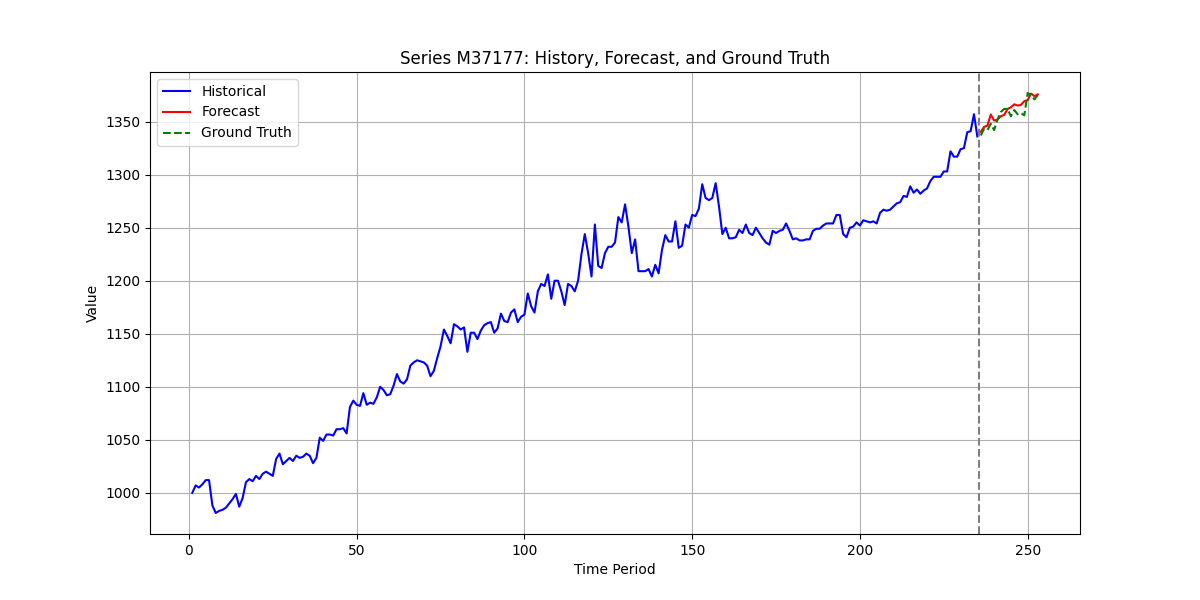 Series M37177: History, Forecast, and Ground Truth
Historical
Forecast
Ground Truth
Value
1350
1300
1250
1200
1150
1100
1050
1000
0 50 100 150 200 250
Time Period